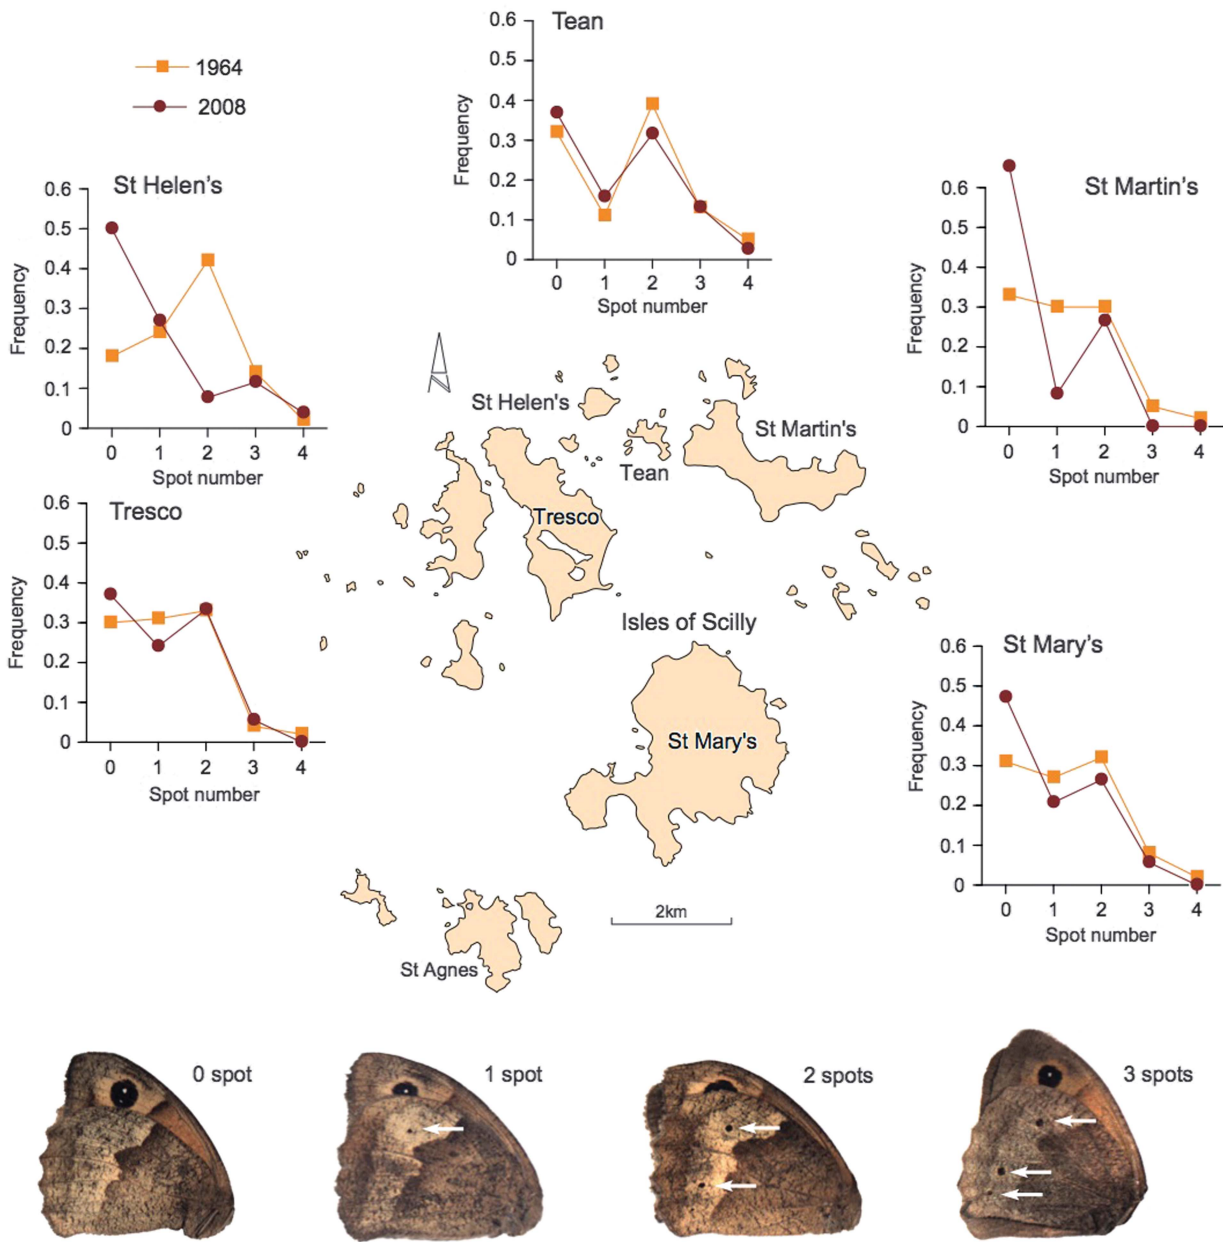 1964
2008
Tean
0.6
0.5
0.4
0.3
0.2
0.1
0
Frequency
0 1 2 3 4
Spot number
St Helen's
0.6
0.5
0.4
0.3
0.2
0.1
0
Frequency
0 1 2 3 4
Spot number
St Martin's
0.6
0.5
0.4
0.3
0.2
0.1
0
Frequency
0 1 2 3 4
Spot number
Tresco
0.6
0.5
0.4
0.3
0.2
0.1
0
Frequency
0 1 2 3 4
Spot number
St Mary's
0.6
0.5
0.4
0.3
0.2
0.1
0
Frequency
0 1 2 3 4
Spot number
St Helen's
St Martin's
Tean
Tresco
Isles of Scilly
St Mary's
2km
St Agnes
0 spot
1 spot
2 spots
3 spots